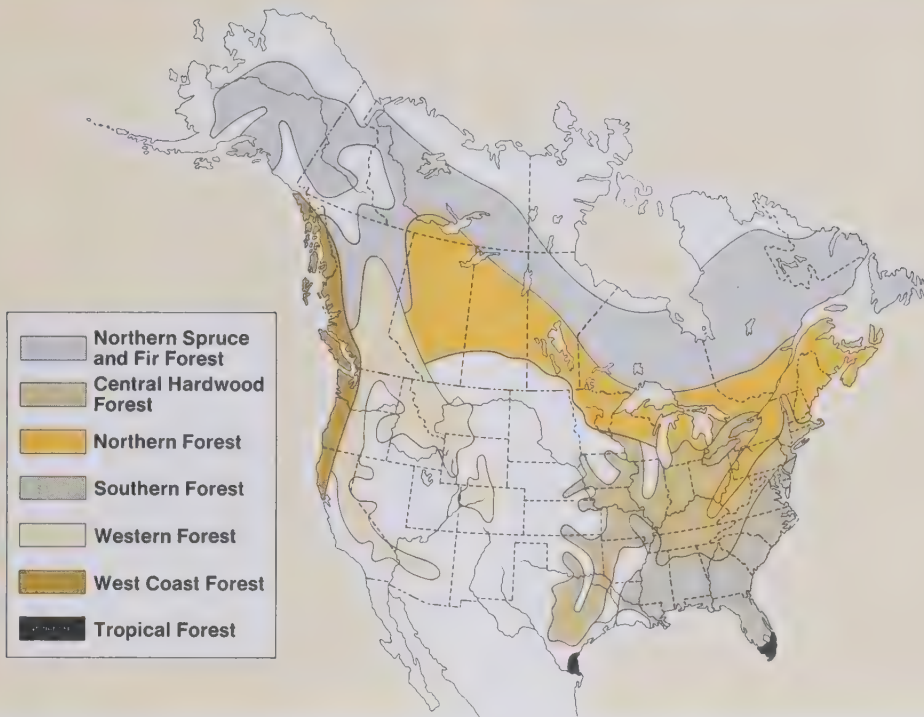 Northern Spruce
and Fir Forest
Central Hardwood
Forest
Northern Forest
Southern Forest
Western Forest
West Coast Forest
Tropical Forest